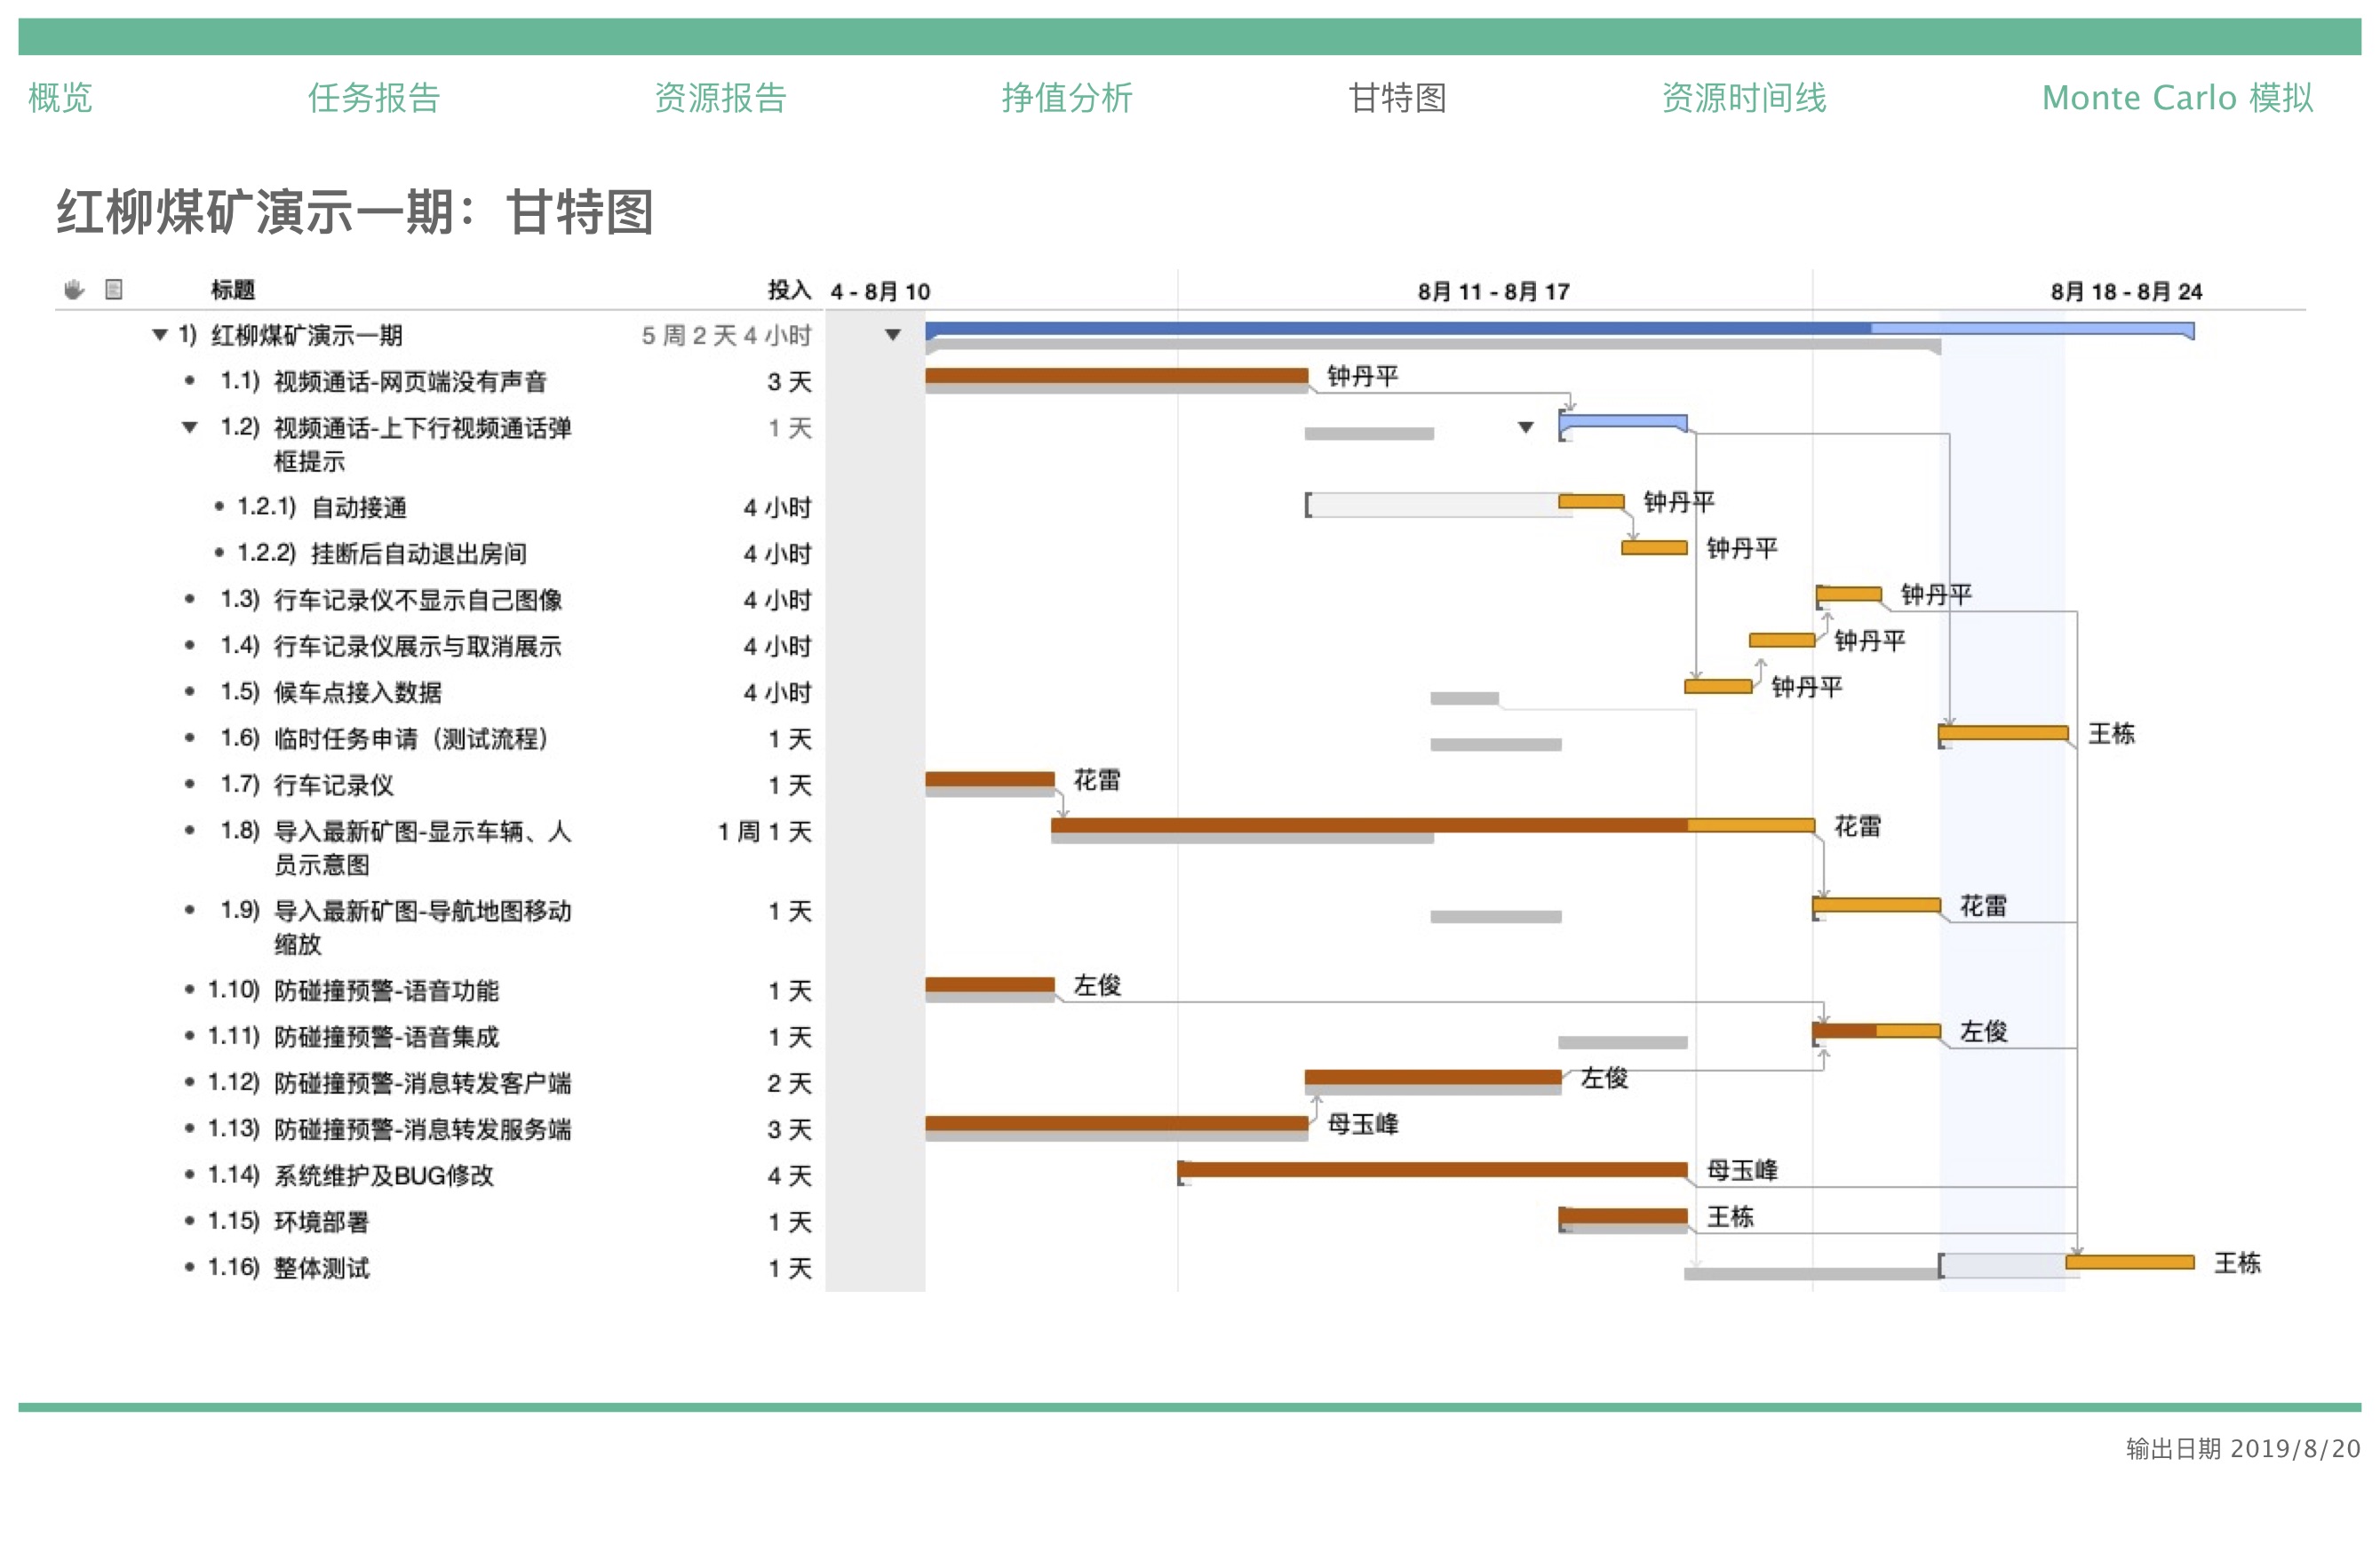 概览 任务报告 资源报告 挣值分析 甘特图 资源时间线 Monte Carlo 模拟
红柳煤矿演示一期：甘特图
标题 投入 4 - 8月 10 8月 11 - 8月 17 8月 18 - 8月 24
1) 红柳煤矿演示一期 5 周 2 天 4 小时
1.1) 视频通话-网页端没有声音 3 天 钟丹平
1.2) 视频通话-上下行视频通话弹 1 天
框提示
1.2.1) 自动接通 4 小时 钟丹平
1.2.2) 挂断后自动退出房间 4 小时 钟丹平
1.3) 行车记录仪不显示自己图像 4 小时 钟丹平
1.4) 行车记录仪展示与取消展示 4 小时 钟丹平
1.5) 候车点接入数据 4 小时 钟丹平
1.6) 临时任务申请（测试流程） 1 天 王栋
1.7) 行车记录仪 1 天 花雷
1.8) 导入最新矿图-显示车辆、人 1 周 1 天 花雷
员示意图
1.9) 导入最新矿图-导航地图移动 1 天 花雷
缩放
1.10) 防碰撞预警-语音功能 1 天 左俊
1.11) 防碰撞预警-语音集成 1 天 左俊
1.12) 防碰撞预警-消息转发客户端 2 天 左俊
1.13) 防碰撞预警-消息转发服务端 3 天 母玉峰
1.14) 系统维护及BUG修改 4 天 母玉峰
1.15) 环境部署 1 天 王栋
1.16) 整体测试 1 天 王栋
输出日期 2019/8/20